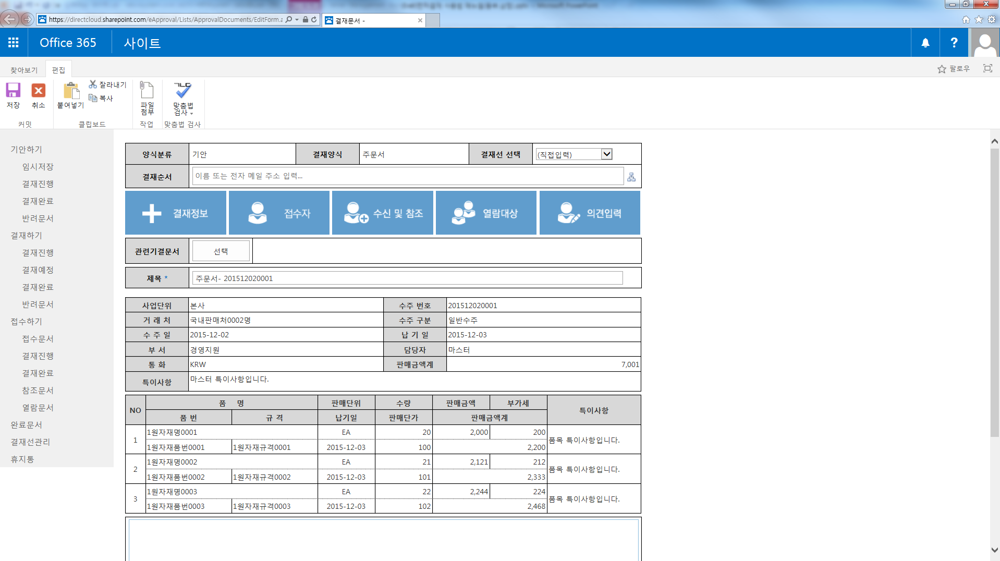 https://directcloud.sharepoint.com/eApproval/Lists/ApprovalDocuments/EditForm.a
결재문서 -
Office 365 사이트
찾아보기 편집
팔로우
저장 취소 붙여넣기 잘라내기 복사 파일 첨부 맞춤법 검사
커밋 클립보드 작업 맞춤법 검사
기안하기
임시저장
결재진행
결재완료
반려문서
결재하기
결재진행
결재예정
결재완료
반려문서
접수하기
접수문서
결재진행
결재완료
참조문서
열람문서
완료문서
결재선관리
휴지통
양식분류 기안 결재양식 주문서 결재선 선택 (직접입력)
결재순서 이름 또는 전자 메일 주소 입력...
결재정보 접수자 수신 및 참조 열람대상 의견입력
관련기결문서 선택
제목 * 주문서- 201512020001
사업단위 본사 수주 번호 201512020001
거 래 처 국내판매처0002명 수주 구분 일반수주
수 주 일 2015-12-02 납 기 일 2015-12-03
부 서 경영지원 담당자 마스터
통 화 KRW 판매금액계 7,001
특이사항 마스터 특이사항입니다.
NO 품 명 판매단위 수량 판매금액 부가세 특이사항
품 번 규 격 납기일 판매단가 판매금액계
1 1원자재명0001 EA 20 2,000 200 품목 특이사항입니다.
1원자재품번0001 1원자재규격0001 2015-12-03 100 2,200
2 1원자재명0002 EA 21 2,121 212 품목 특이사항입니다.
1원자재품번0002 1원자재규격0002 2015-12-03 101 2,333
3 1원자재명0003 EA 22 2,244 224 품목 특이사항입니다.
1원자재품번0003 1원자재규격0003 2015-12-03 102 2,468